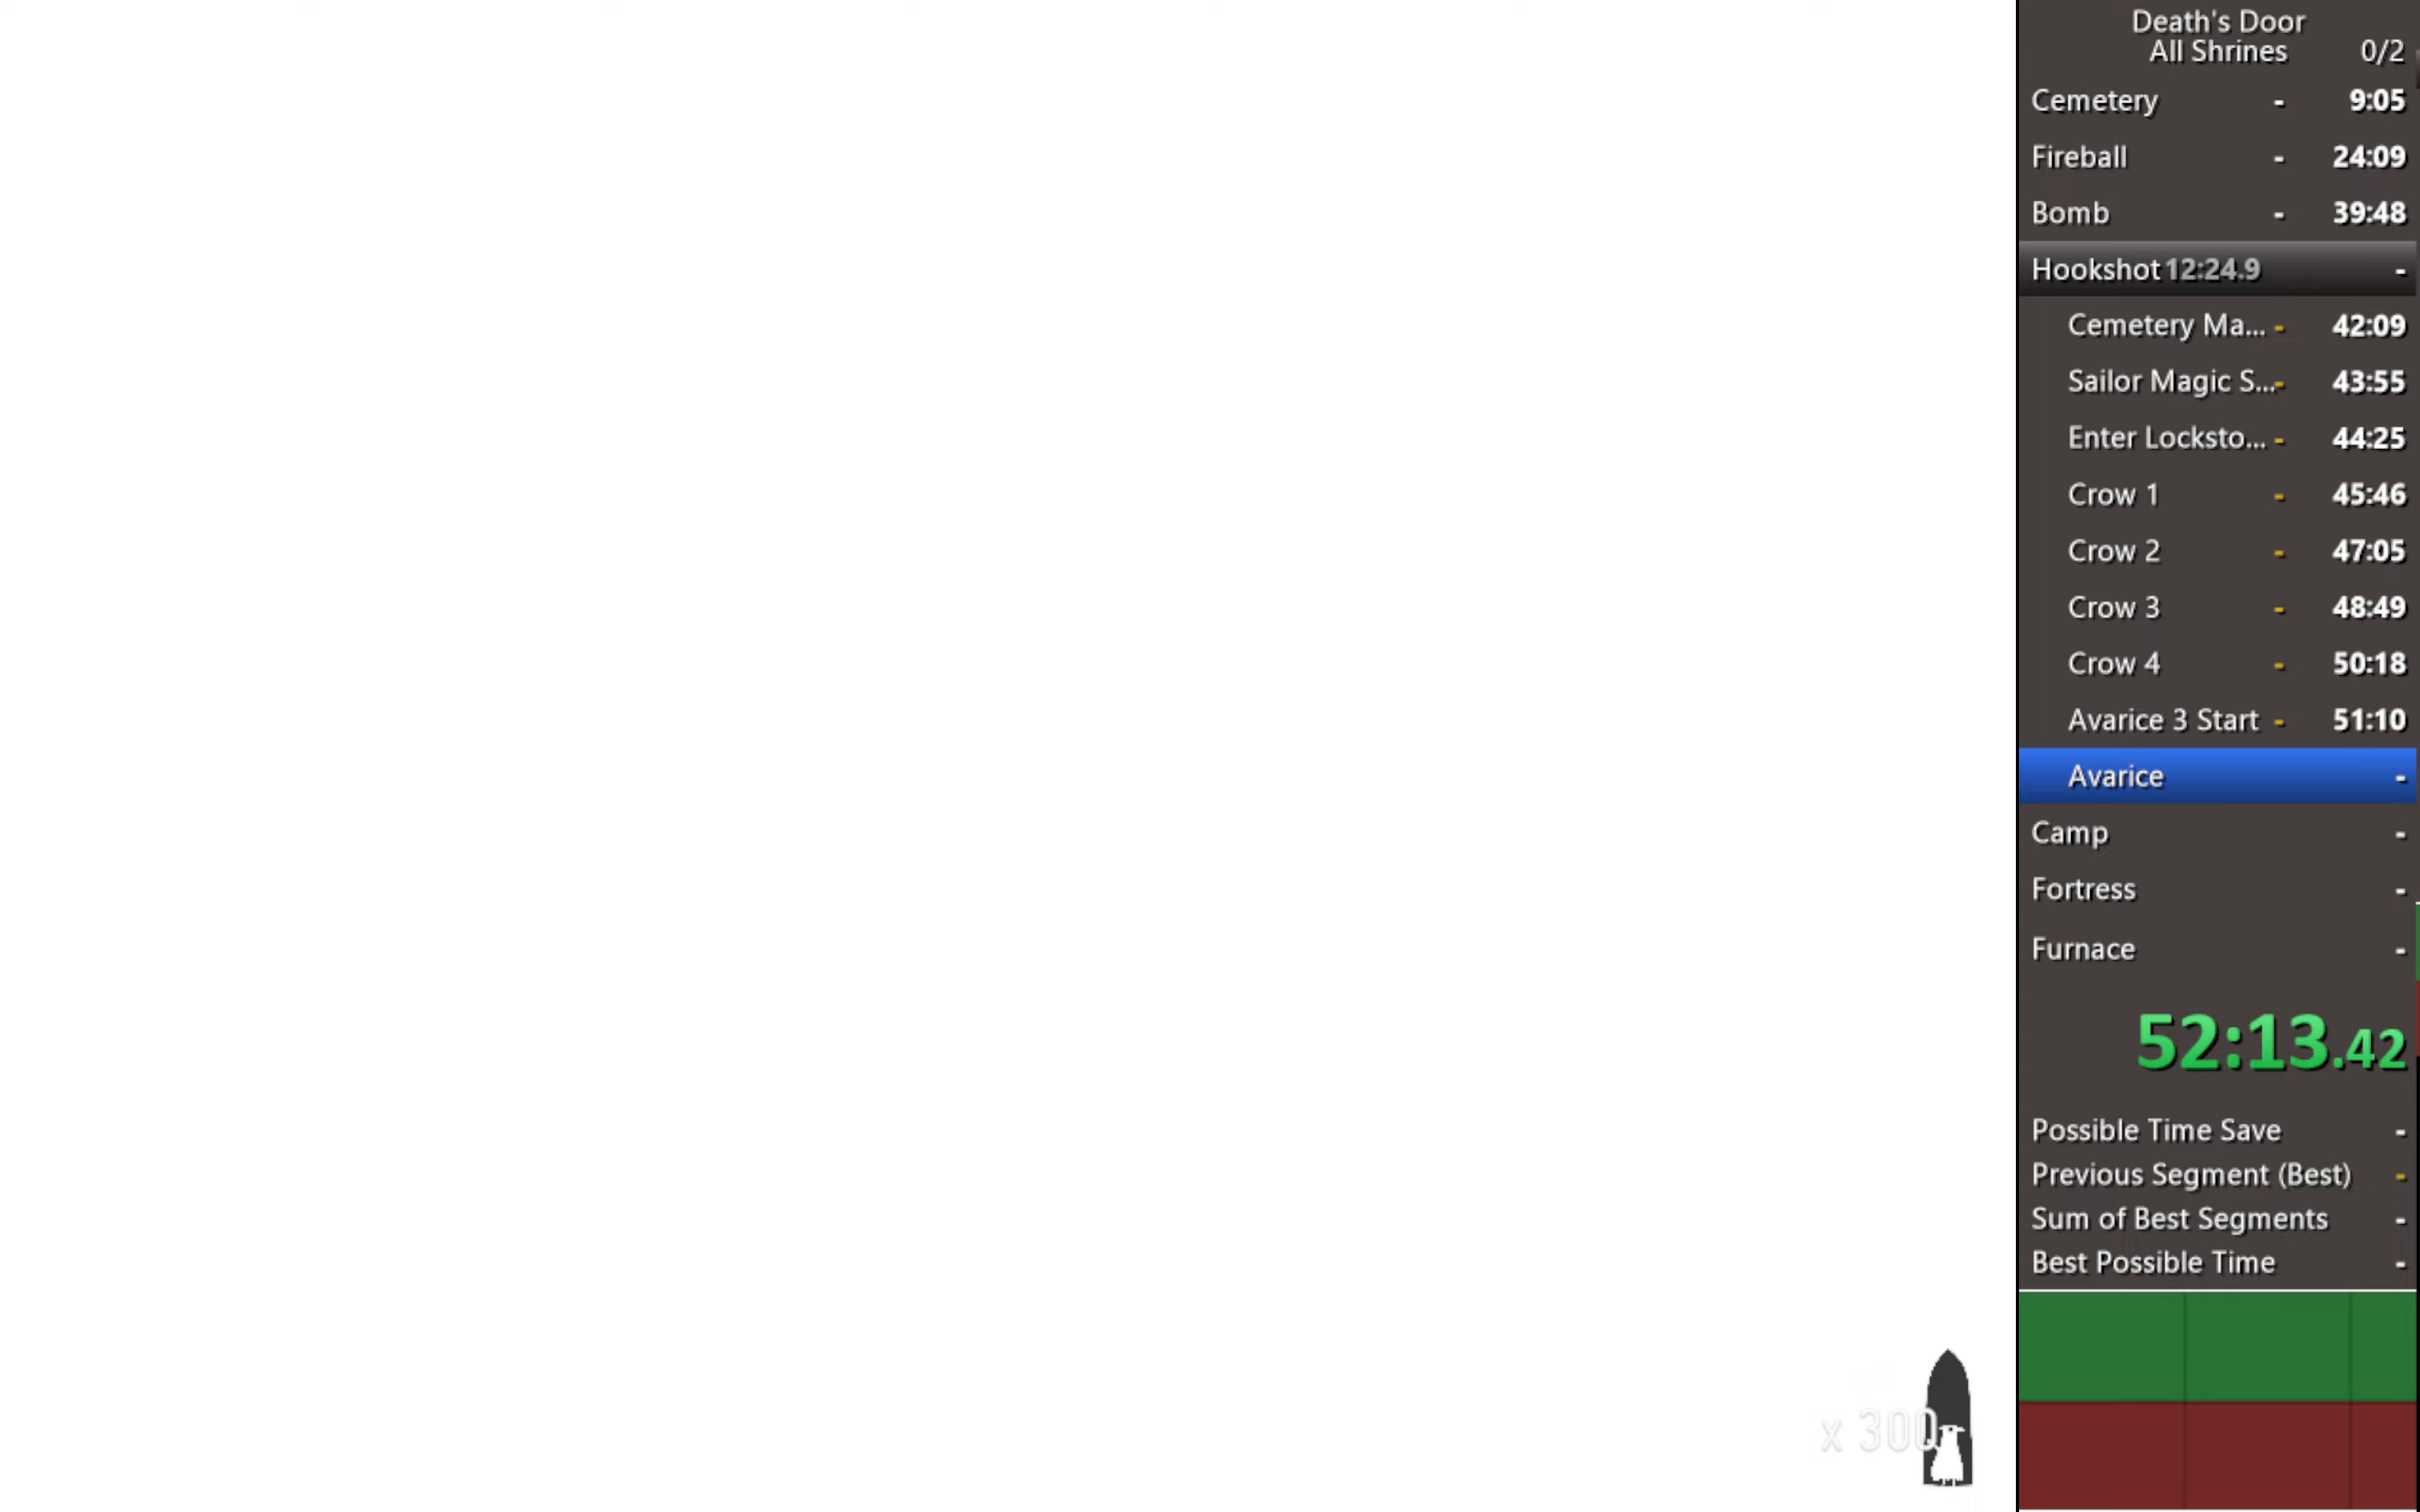 Death's Door
All Shrines 0/2
Cemetery - 9:05
Fireball - 24:09
Bomb - 39:48
Hookshot 12:24.9 -
Cemetery Ma... - 42:09
Sailor Magic S... - 43:55
Enter Locksto... - 44:25
Crow 1 - 45:46
Crow 2 - 47:05
Crow 3 - 48:49
Crow 4 - 50:18
Avarice 3 Start - 51:10
Avarice -
Camp -
Fortress -
Furnace -
52:13.42
Possible Time Save -
Previous Segment (Best) -
Sum of Best Segments -
Best Possible Time -
x 300